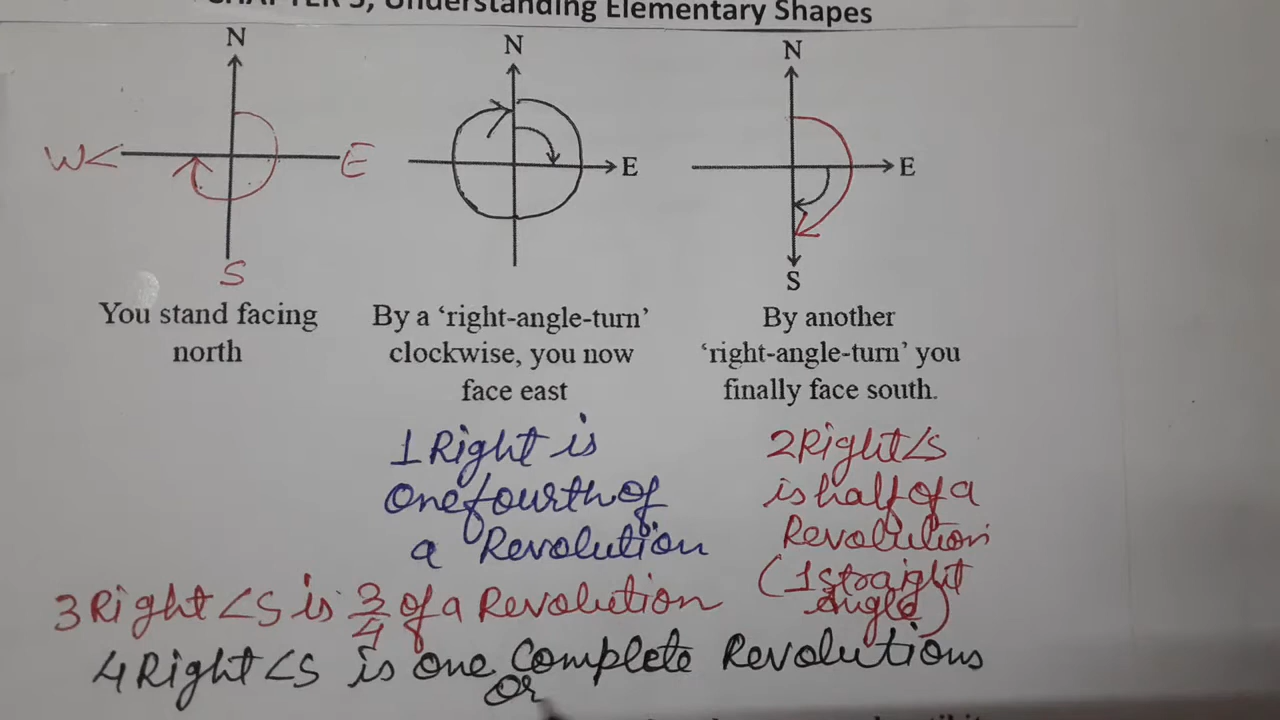 CHAPTER 5, Understanding Elementary Shapes
N
N
N
W
E
E
E
S
S
You stand facing
north
By a ‘right-angle-turn’
clockwise, you now
face east
By another
‘right-angle-turn’ you
finally face south.
1 Right is
One fourth of
a Revolution
2 Right ∠s
is half of a
Revolution
(1 straight
angle)
3 Right ∠s is 3/4 of a Revolution
4 Right ∠s is one complete Revolutions
or